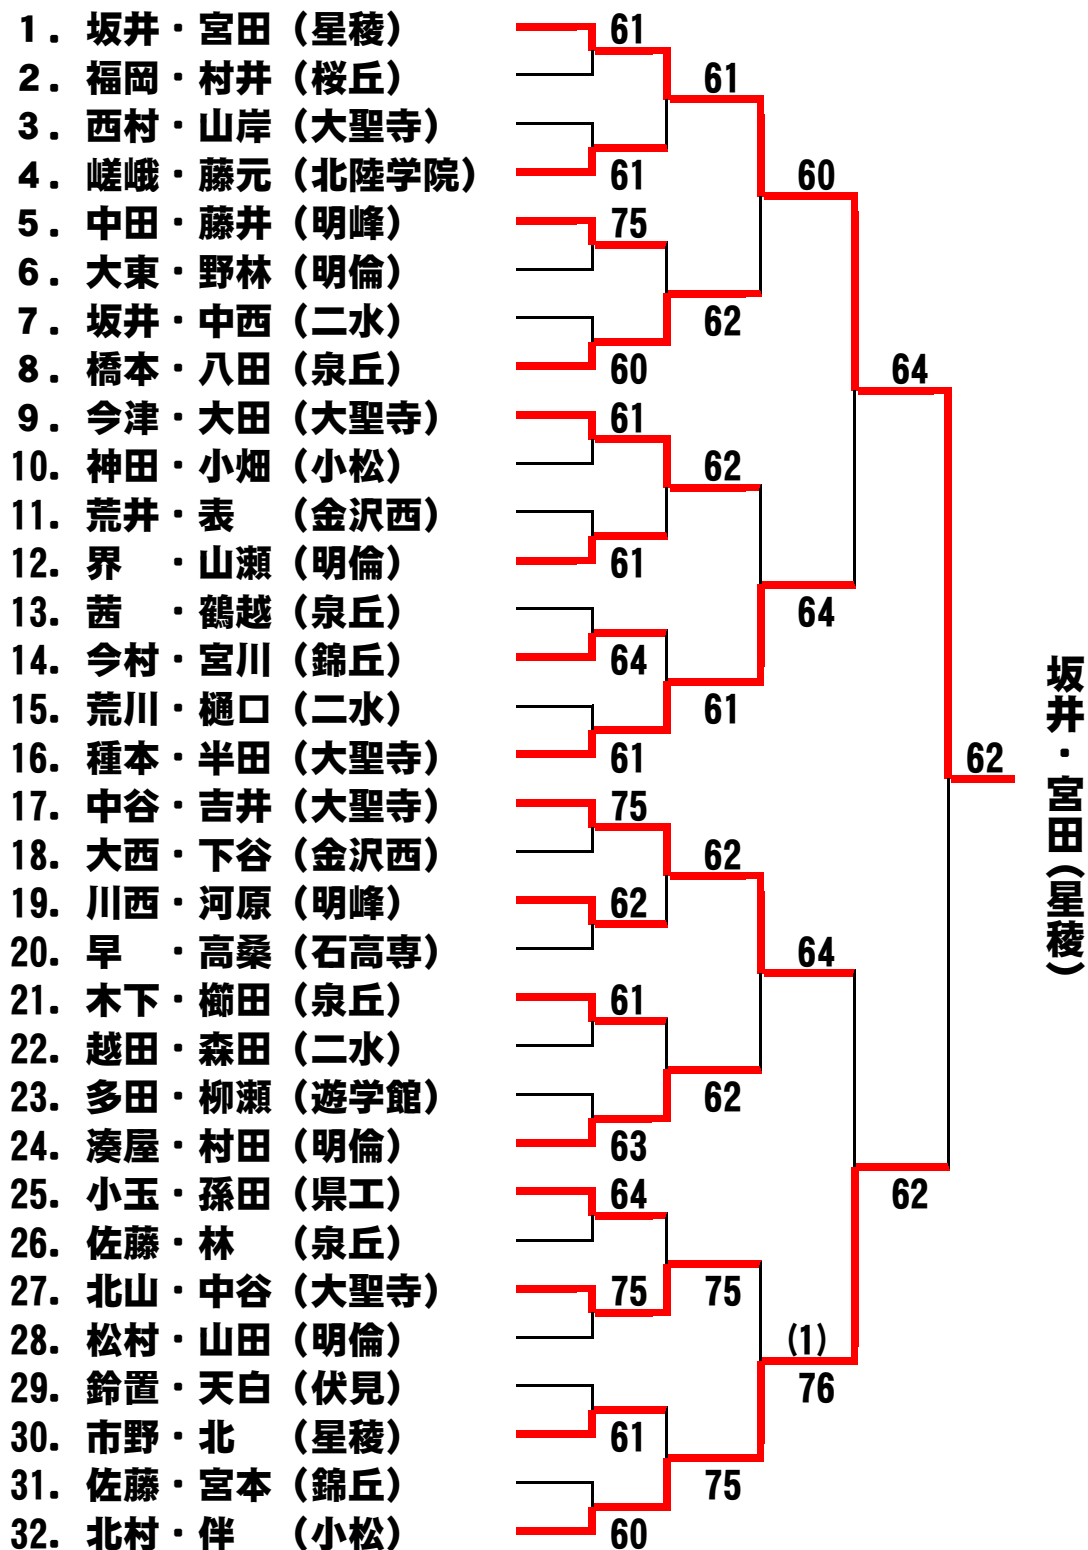 1. 坂井・宮田（星稜）
2. 福岡・村井（桜丘）
3. 西村・山岸（大聖寺）
4. 嵯峨・藤元（北陸学院）
5. 中田・藤井（明峰）
6. 大東・野林（明倫）
7. 坂井・中西（二水）
8. 橋本・八田（泉丘）
9. 今津・大田（大聖寺）
10. 神田・小畑（小松）
11. 荒井・表　（金沢西）
12. 界　・山瀬（明倫）
13. 茜　・鶴越（泉丘）
14. 今村・宮川（錦丘）
15. 荒川・樋口（二水）
16. 種本・半田（大聖寺）
17. 中谷・吉井（大聖寺）
18. 大西・下谷（金沢西）
19. 川西・河原（明峰）
20. 早　・高桑（石高専）
21. 木下・櫛田（泉丘）
22. 越田・森田（二水）
23. 多田・柳瀬（遊学館）
24. 湊屋・村田（明倫）
25. 小玉・孫田（県工）
26. 佐藤・林　（泉丘）
27. 北山・中谷（大聖寺）
28. 松村・山田（明倫）
29. 鈴置・天白（伏見）
30. 市野・北　（星稜）
31. 佐藤・宮本（錦丘）
32. 北村・伴　（小松）
61
61
75
60
61
61
64
61
75
62
61
63
64
75
61
60
61
62
62
61
62
62
75
75
60
64
64
(1)
76
64
62
62
坂井・宮田（星稜）